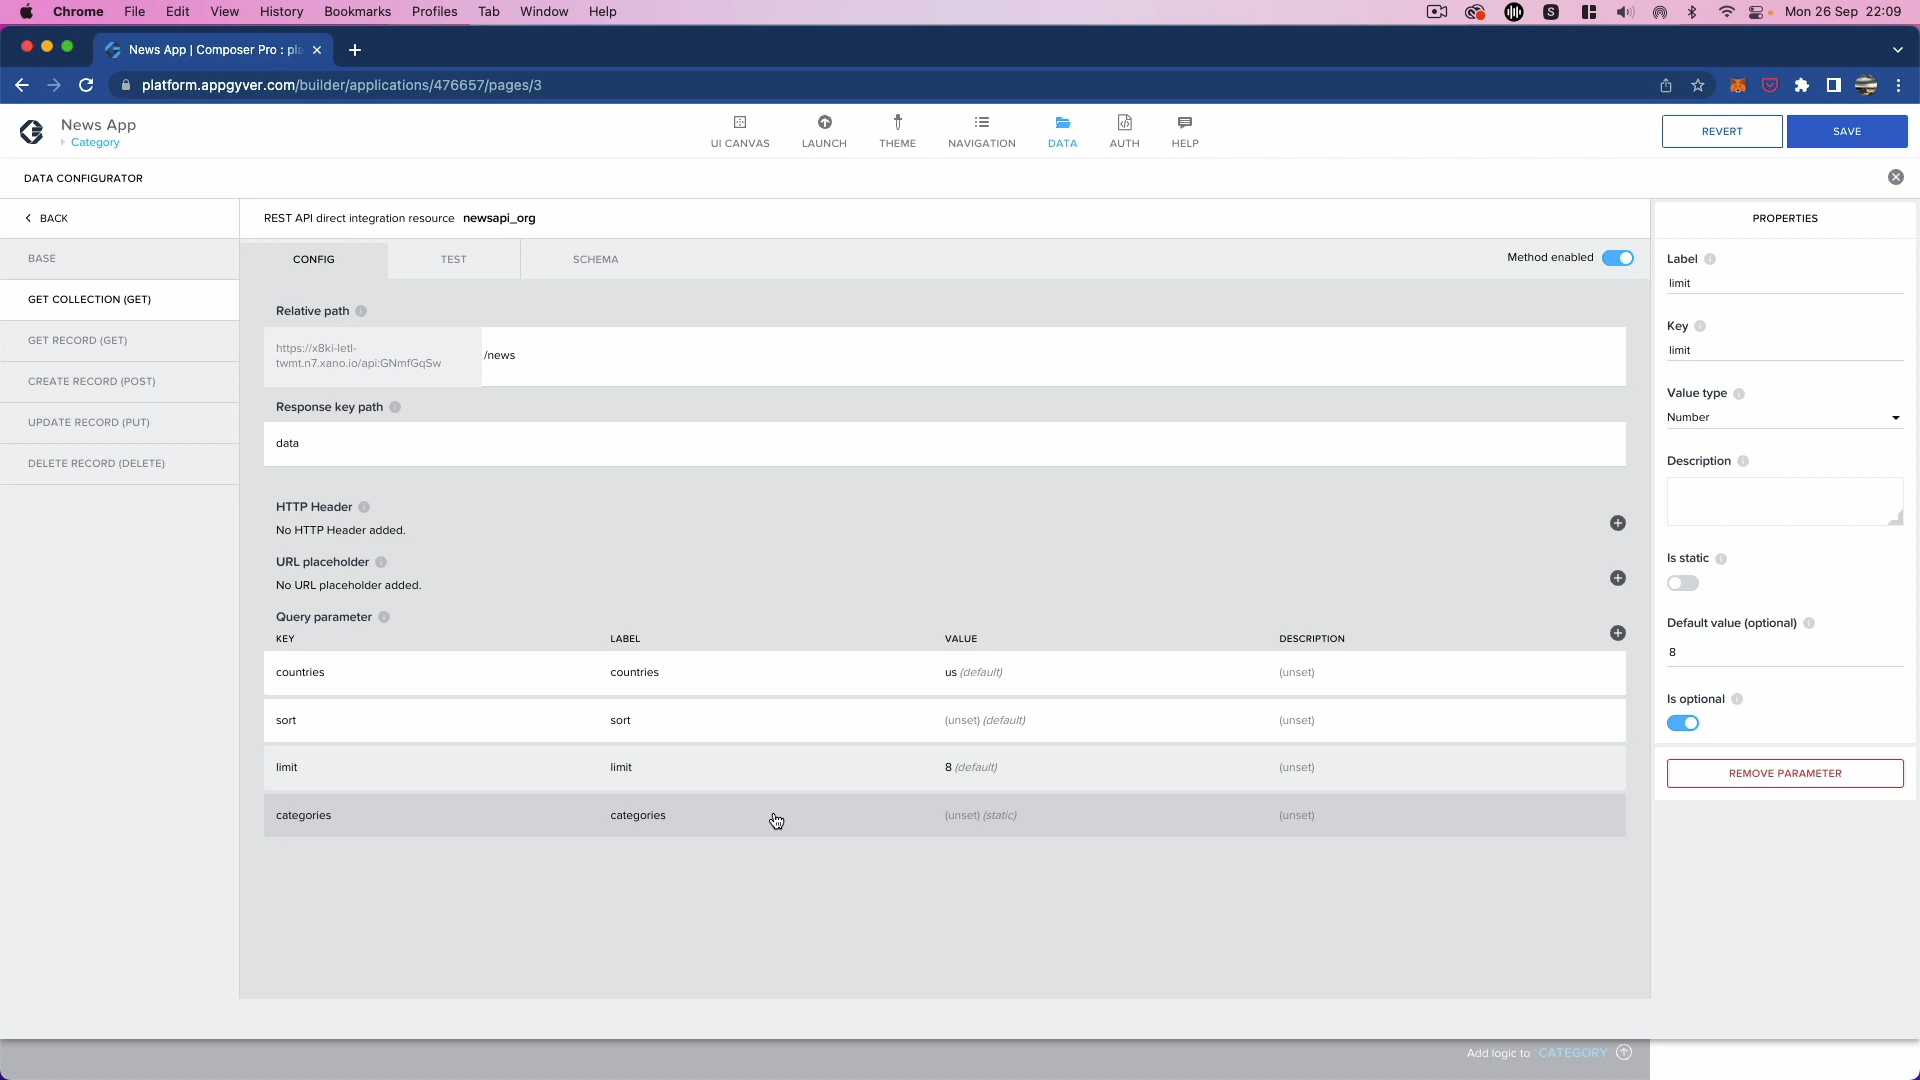 Chrome File Edit View History Bookmarks Profiles Tab Window Help Mon 26 Sep 22:09
News App | Composer Pro : pla
platform.appgyver.com/builder/applications/476657/pages/3
News App
Category
UI CANVAS LAUNCH THEME NAVIGATION DATA AUTH HELP
REVERT SAVE
DATA CONFIGURATOR
BACK
REST API direct integration resource newsapi_org
PROPERTIES
BASE
CONFIG TEST SCHEMA
Method enabled
Label
limit
GET COLLECTION (GET)
Relative path
Key
limit
GET RECORD (GET)
https://x8ki-letl-
twmt.n7.xano.io/api:GNmfGqSw
/news
CREATE RECORD (POST)
Value type
Number
Response key path
data
UPDATE RECORD (PUT)
DELETE RECORD (DELETE)
Description
HTTP Header
No HTTP Header added.
URL placeholder
No URL placeholder added.
Is static
Query parameter
KEY LABEL VALUE DESCRIPTION
Default value (optional)
8
countries countries us (default) (unset)
Is optional
sort sort (unset) (default) (unset)
limit limit 8 (default) (unset)
REMOVE PARAMETER
categories categories (unset) (static) (unset)
Add logic to CATEGORY